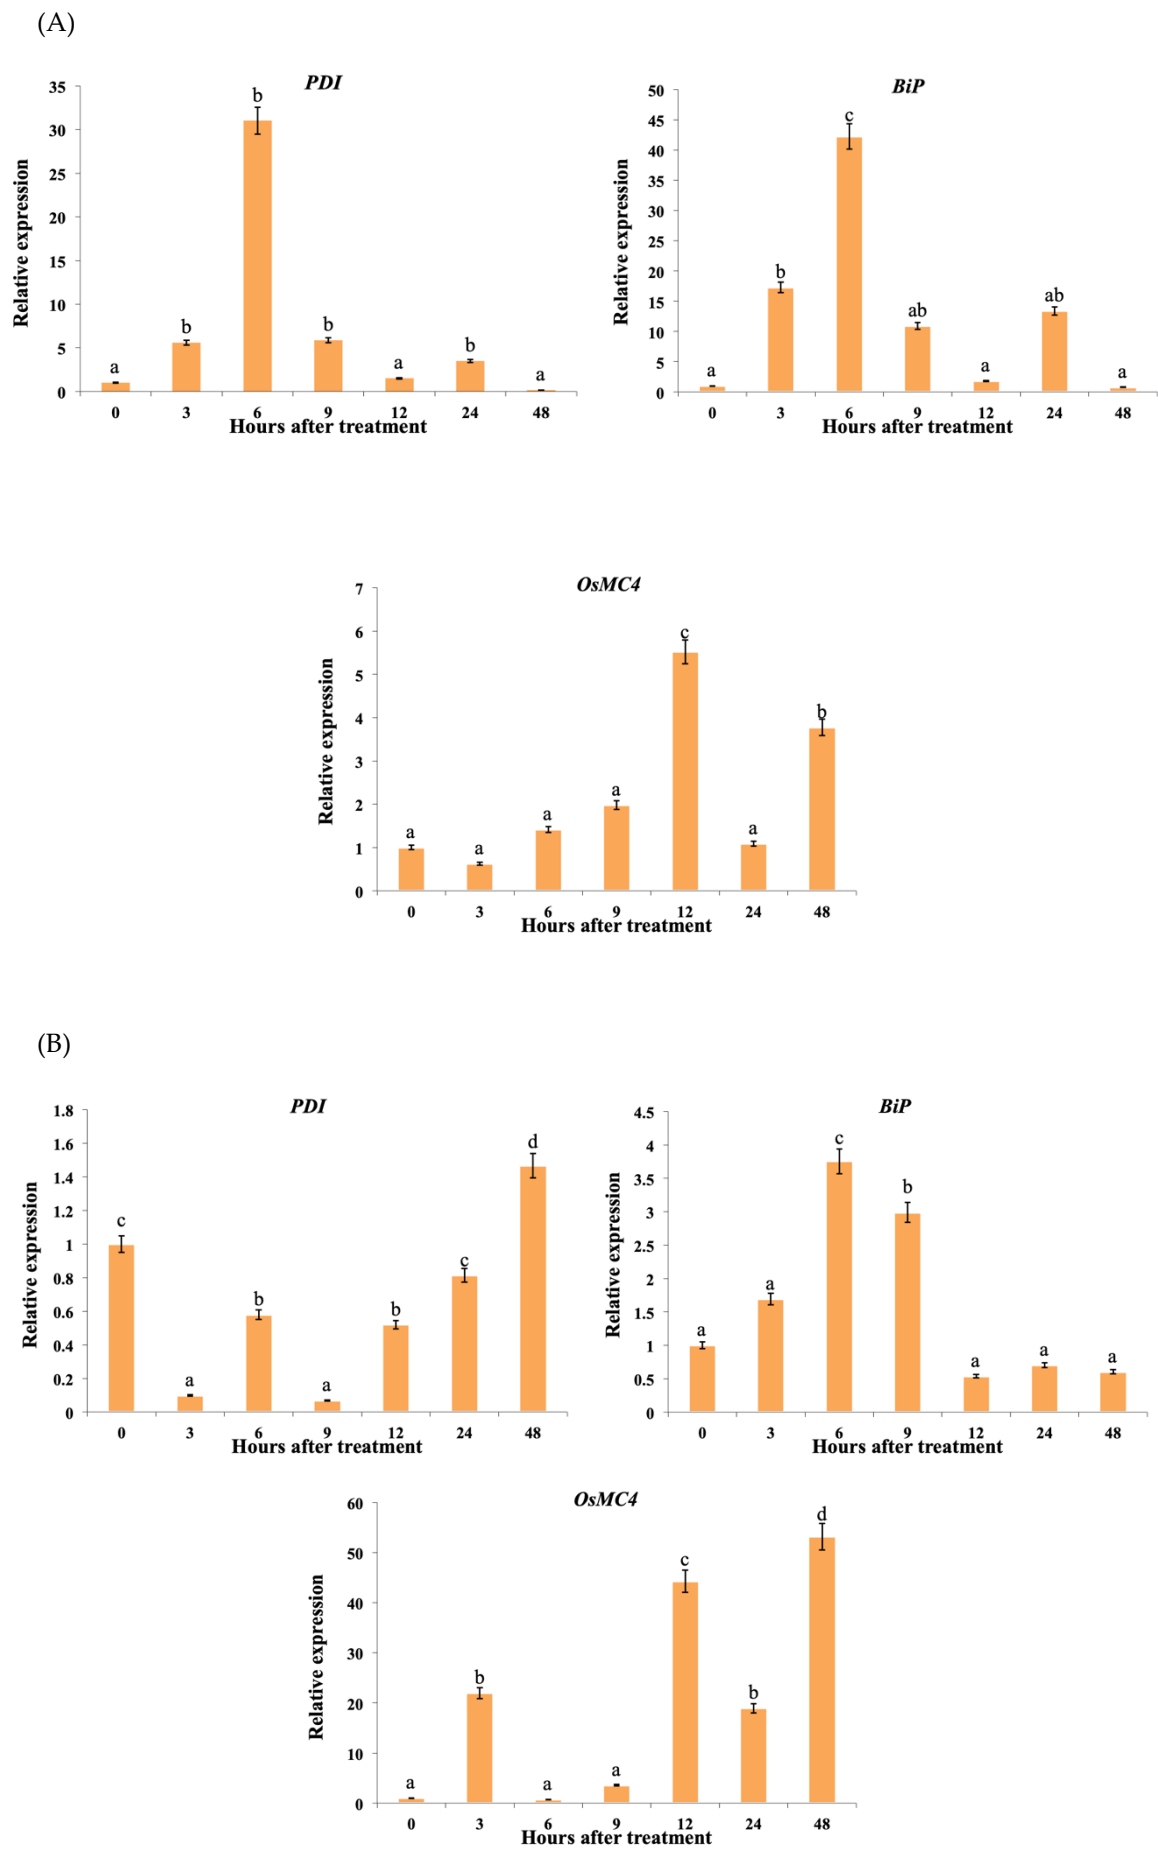 (A)
PDI
35
30
25
20
15
10
5
0
Relative expression
a
b
b
b
a
b
a
0 3 6 9 12 24 48
Hours after treatment
BiP
50
45
40
35
30
25
20
15
10
5
0
Relative expression
a
b
c
ab
a
ab
a
0 3 6 9 12 24 48
Hours after treatment
OsMC4
7
6
5
4
3
2
1
0
Relative expression
a
a
a
a
c
a
b
0 3 6 9 12 24 48
Hours after treatment
(B)
PDI
1.8
1.6
1.4
1.2
1
0.8
0.6
0.4
0.2
0
Relative expression
c
a
b
a
b
c
d
0 3 6 9 12 24 48
Hours after treatment
BiP
4.5
4
3.5
3
2.5
2
1.5
1
0.5
0
Relative expression
a
a
c
b
a
a
a
0 3 6 9 12 24 48
Hours after treatment
OsMC4
60
50
40
30
20
10
0
Relative expression
a
b
a
a
c
b
d
0 3 6 9 12 24 48
Hours after treatment